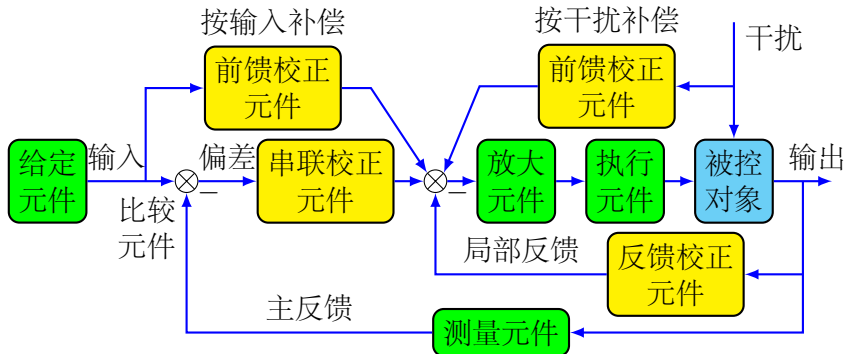 按输入补偿
按干扰补偿
干扰
前馈校正
元件
前馈校正
元件
给定
元件
输入
偏差
串联校正
元件
放大
元件
执行
元件
被控
对象
输出
比较
元件
局部反馈
反馈校正
元件
主反馈
测量元件